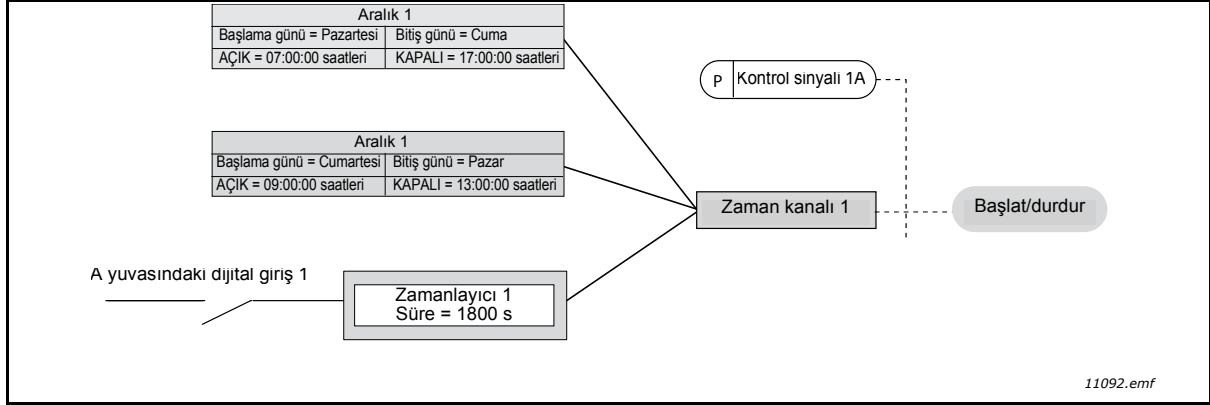 Aralık 1
Başlama günü = Pazartesi Bitiş günü = Cuma
AÇIK = 07:00:00 saatleri KAPALI = 17:00:00 saatleri
P Kontrol sinyali 1A
Aralık 1
Başlama günü = Cumartesi Bitiş günü = Pazar
AÇIK = 09:00:00 saatleri KAPALI = 13:00:00 saatleri
Zaman kanalı 1
Başlat/durdur
A yuvasındaki dijital giriş 1
Zamanlayıcı 1
Süre = 1800 s
11092.emf